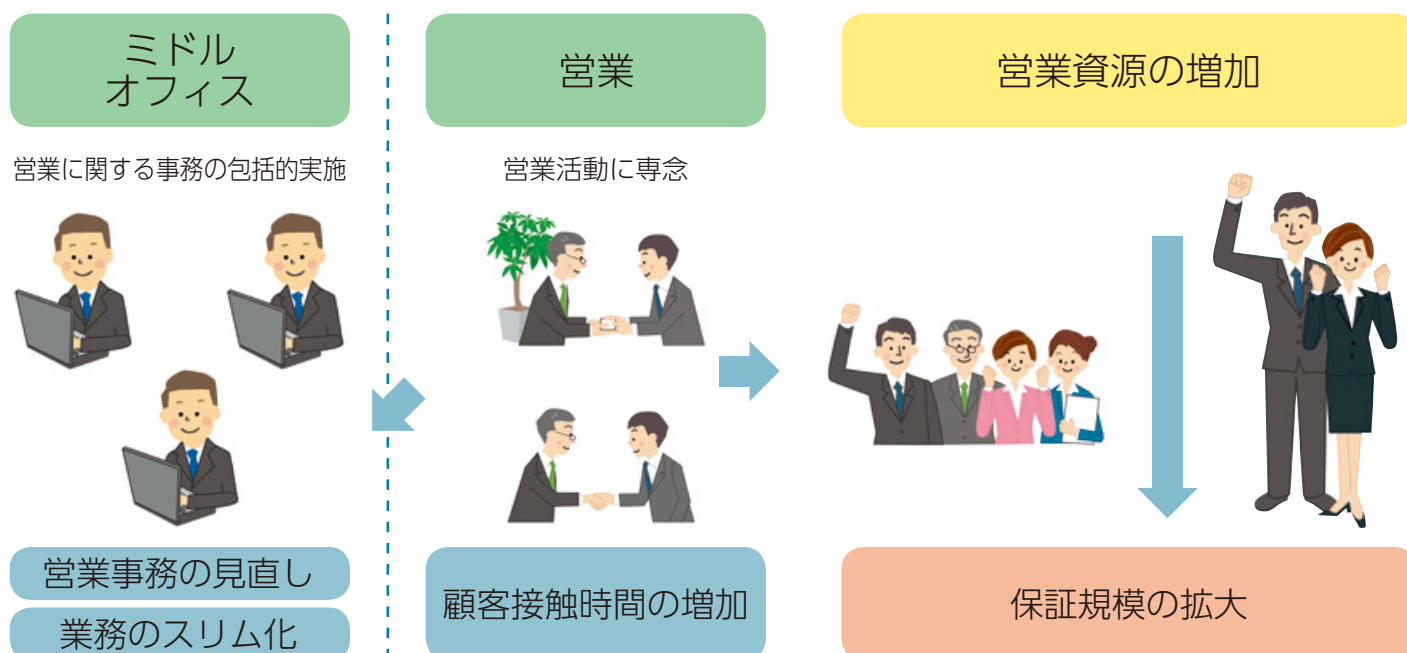 ミドル
オフィス
営業に関する事務の包括的実施
営業事務の見直し
業務のスリム化
営業
営業活動に専念
顧客接触時間の増加
営業資源の増加
保証規模の拡大